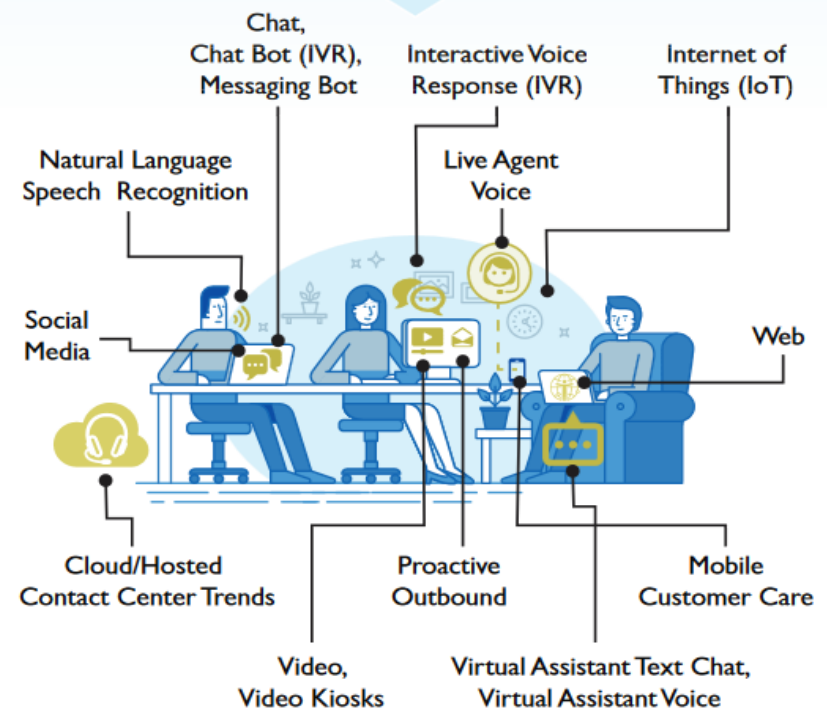 Chat,
Chat Bot (IVR),
Messaging Bot
Interactive Voice
Response (IVR)
Internet of
Things (IoT)
Natural Language
Speech Recognition
Live Agent
Voice
Social
Media
Web
Cloud/Hosted
Contact Center Trends
Proactive
Outbound
Mobile
Customer Care
Video,
Video Kiosks
Virtual Assistant Text Chat,
Virtual Assistant Voice